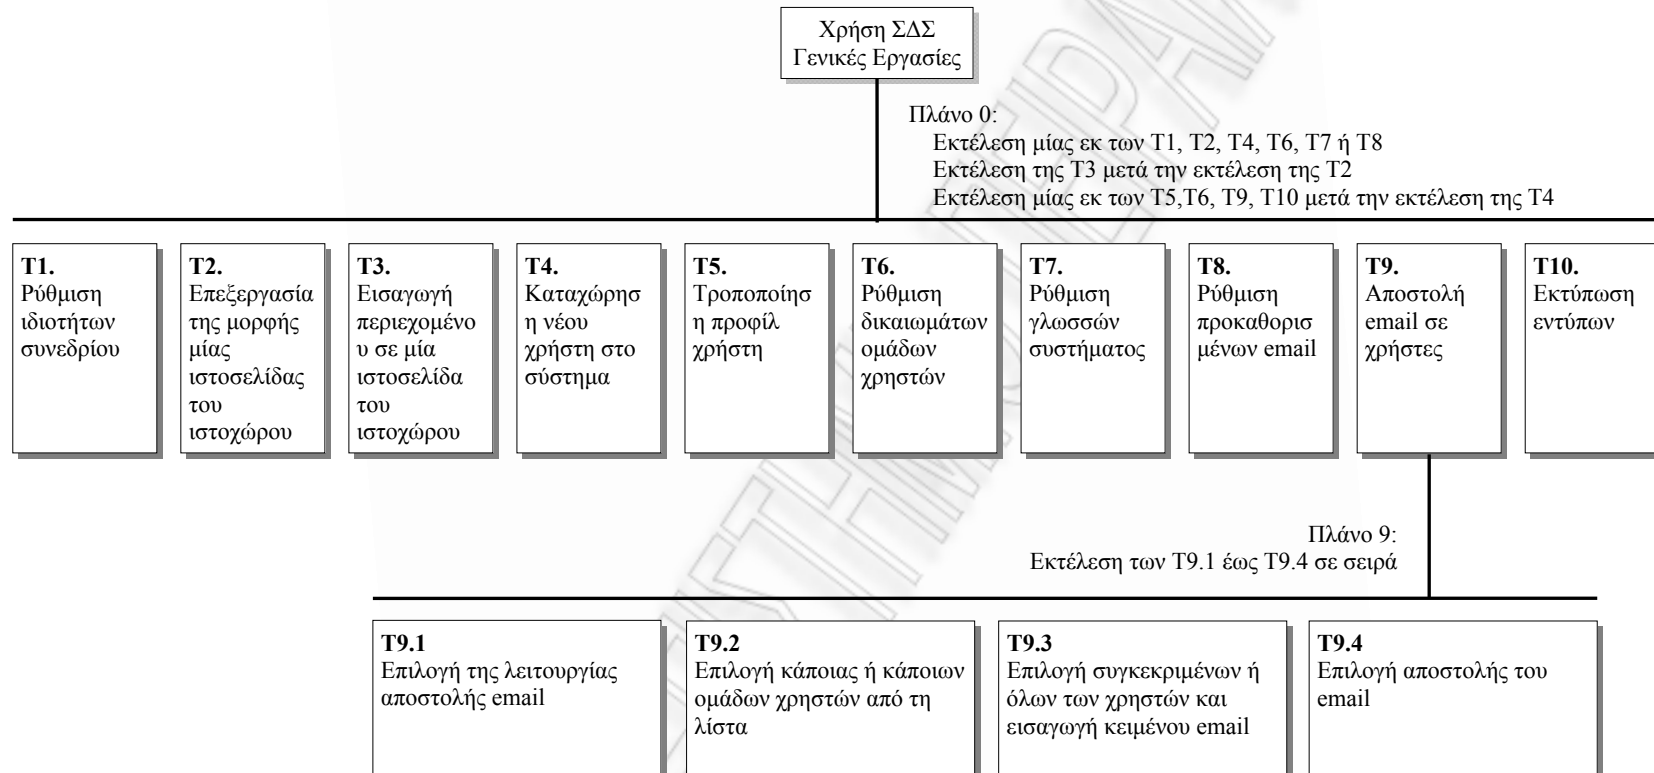 Χρήση ΣΔΣ
Γενικές Εργασίες
Πλάνο 0:
Εκτέλεση μίας εκ των Τ1, Τ2, Τ4, Τ6, Τ7 ή Τ8
Εκτέλεση της Τ3 μετά την εκτέλεση της Τ2
Εκτέλεση μίας εκ των Τ5,Τ6, Τ9, Τ10 μετά την εκτέλεση της Τ4
Τ1.
Ρύθμιση
ιδιοτήτων
συνεδρίου
Τ2.
Επεξεργασία
της μορφής
μίας
ιστοσελίδας
του
ιστοχώρου
Τ3.
Εισαγωγή
περιεχομένο
υ σε μία
ιστοσελίδα
του
ιστοχώρου
Τ4.
Καταχώρησ
η νέου
χρήστη στο
σύστημα
Τ5.
Τροποποίησ
η προφίλ
χρήστη
Τ6.
Ρύθμιση
δικαιωμάτων
ομάδων
χρηστών
Τ7.
Ρύθμιση
γλωσσών
συστήματος
Τ8.
Ρύθμιση
προκαθορισ
μένων email
Τ9.
Αποστολή
email σε
χρήστες
Τ10.
Εκτύπωση
εντύπων
Πλάνο 9:
Εκτέλεση των Τ9.1 έως Τ9.4 σε σειρά
Τ9.1
Επιλογή της λειτουργίας
αποστολής email
Τ9.2
Επιλογή κάποιας ή κάποιων
ομάδων χρηστών από τη
λίστα
Τ9.3
Επιλογή συγκεκριμένων ή
όλων των χρηστών και
εισαγωγή κειμένου email
Τ9.4
Επιλογή αποστολής του
email